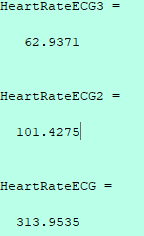 HeartRateECG3 =
62.9371
HeartRateECG2 =
101.4275
HeartRateECG =
313.9535